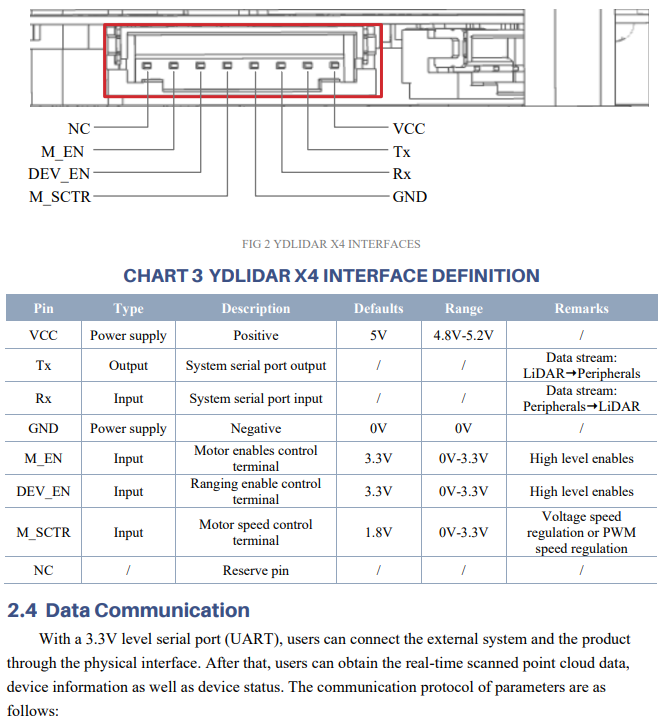 NC
VCC
M_EN
Tx
DEV_EN
Rx
M_SCTR
GND
FIG 2 YDLIDAR X4 INTERFACES
CHART 3 YDLIDAR X4 INTERFACE DEFINITION
Pin Type Description Defaults Range Remarks
VCC Power supply Positive 5V 4.8V-5.2V /
Tx Output System serial port output / / Data stream:
LiDAR→Peripherals
Rx Input System serial port input / / Data stream:
Peripherals→LiDAR
GND Power supply Negative 0V 0V /
M_EN Input Motor enables control
terminal 3.3V 0V-3.3V High level enables
DEV_EN Input Ranging enable control
terminal 3.3V 0V-3.3V High level enables
M_SCTR Input Motor speed control
terminal 1.8V 0V-3.3V Voltage speed
regulation or PWM
speed regulation
NC / Reserve pin / / /
2.4 Data Communication
With a 3.3V level serial port (UART), users can connect the external system and the product
through the physical interface. After that, users can obtain the real-time scanned point cloud data,
device information as well as device status. The communication protocol of parameters are as
follows: